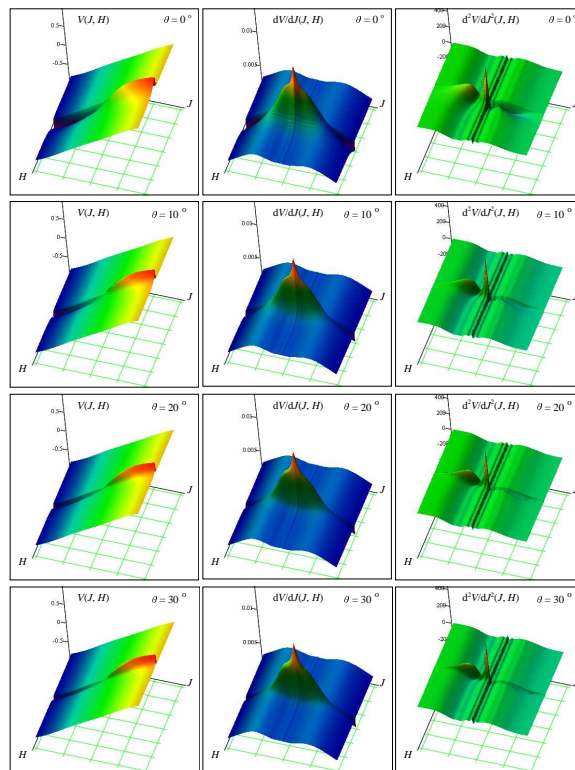 V(J, H) θ = 0 °
0.5
0
-0.5
J
H
dV/dJ(J, H) θ = 0 °
0.01
0.005
J
H
d²V/dJ²(J, H) θ = 0 °
400
200
0
-200
J
H
V(J, H) θ = 10 °
0.5
0
-0.5
J
H
dV/dJ(J, H) θ = 10 °
0.01
0.005
J
H
d²V/dJ²(J, H) θ = 10 °
400
200
0
-20
J
H
V(J, H) θ = 20 °
0.5
0
-0.5
J
H
dV/dJ(J, H) θ = 20 °
0.01
0.005
J
H
d²V/dJ²(J, H) θ = 20 °
400
200
0
-200
J
H
V(J, H) θ = 30 °
0.5
0
-0.5
J
H
dV/dJ(J, H) θ = 30 °
0.01
0.005
J
H
d²V/dJ²(J, H) θ = 30 °
400
200
0
-200
J
H